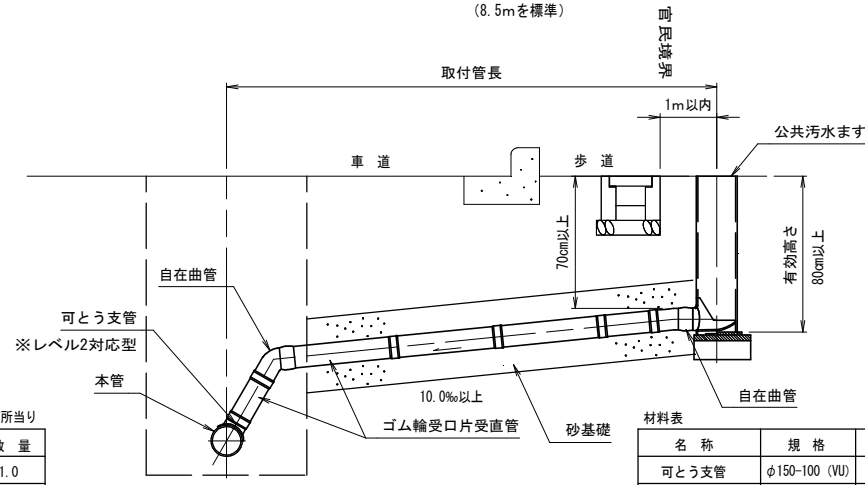 (8.5mを標準)
官民境界
取付管長
1m以内
公共汚水ます
車 道
歩 道
70cm以上
有効高さ
80cm以上
自在曲管
可とう支管
※レベル2対応型
本管
10.0‰以上
自在曲管
ゴム輪受口片受直管
砂基礎
所当り
数 量
1.0
材料表
名 称
規 格
可とう支管
φ150-100 (VU)